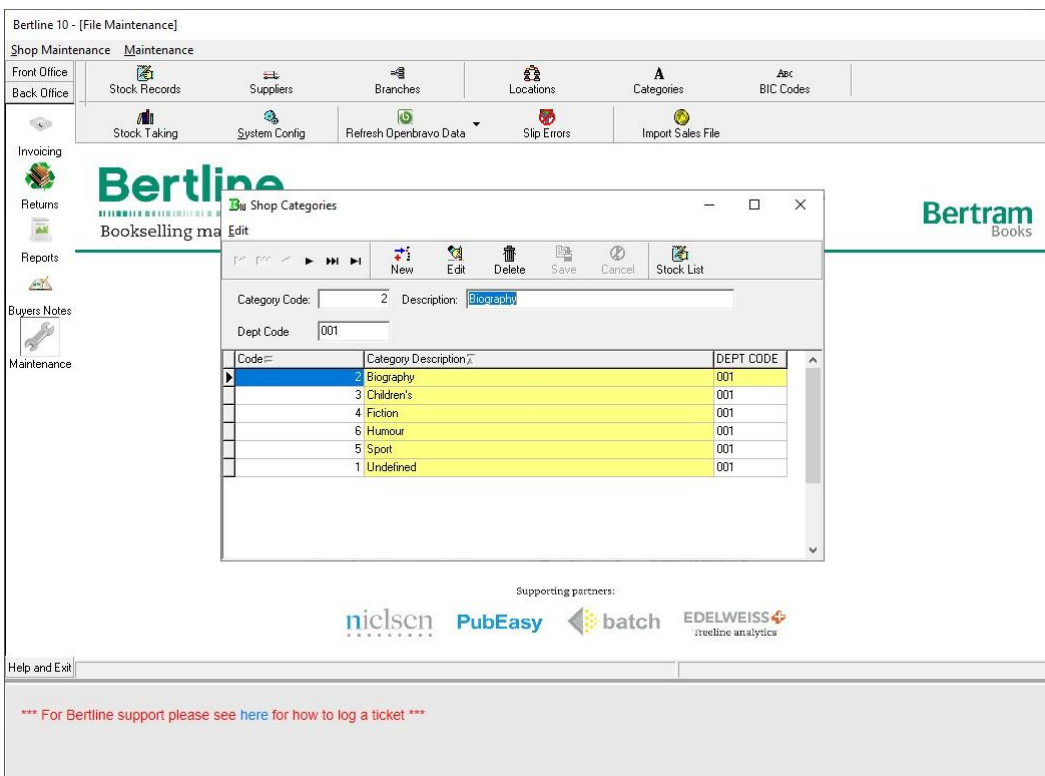 Bertline 10 - [File Maintenance]
Shop Maintenance Maintenance
Front Office
Back Office
Stock Records Suppliers Branches Locations Categories BIC Codes
A ABC
Stock Taking System Config Refresh Openbravo Data Slip Errors Import Sales File
Invoicing
Returns
Reports
Buyers Notes
Maintenance
Bertline
Bookselling ma
Bertram
Books
Shop Categories
Edit
New Edit Delete Save Cancel Stock List
Category Code: 2 Description: Biography
Dept Code 001
Code Category Description DEPT CODE
2 Biography 001
3 Children's 001
4 Fiction 001
6 Humour 001
5 Sport 001
1 Undefined 001
Supporting partners:
nielsen PubEasy batch EDELWEISS+
Treeline analytics
Help and Exit
*** For Bertline support please see here for how to log a ticket ***